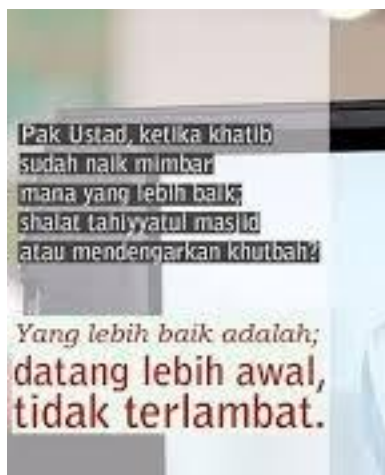 Pak Ustad, ketika khatib
sudah naik mimbar
mana yang lebih baik;
shalat tahiyyatul masjid
atau mendengarkan khutbah?
Yang lebih baik adalah;
datang lebih awal,
tidak terlambat.